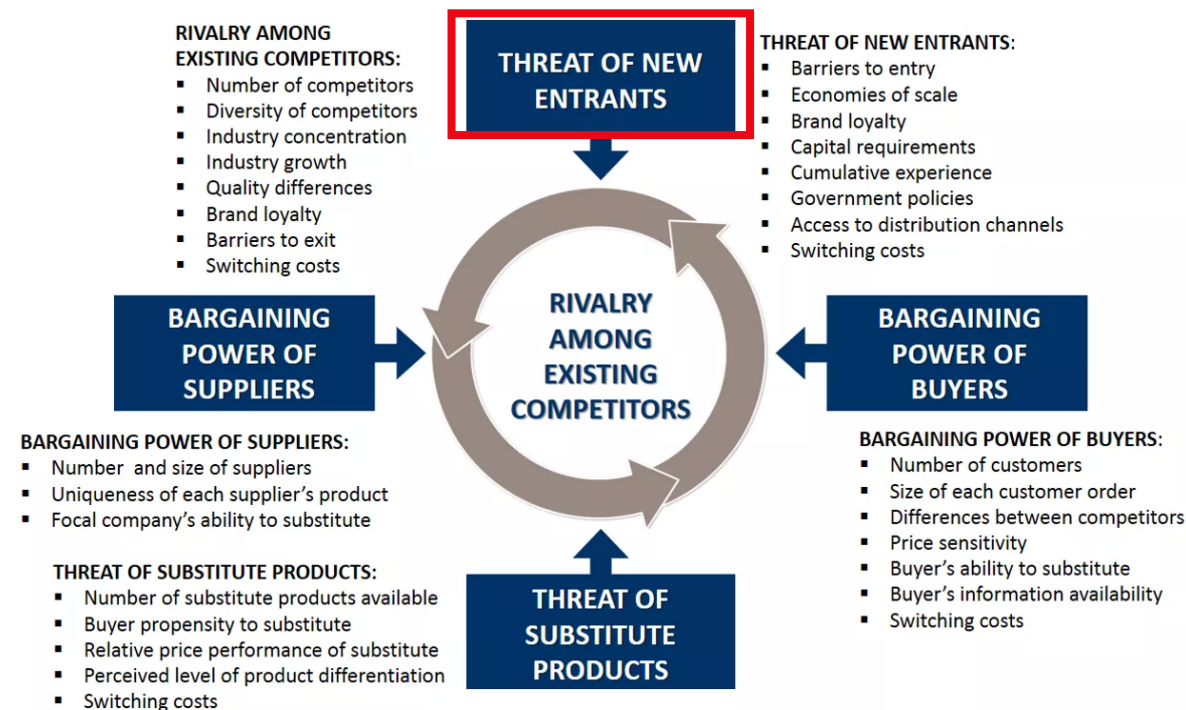 RIVALRY AMONG
EXISTING COMPETITORS:
▪ Number of competitors
▪ Diversity of competitors
▪ Industry concentration
▪ Industry growth
▪ Quality differences
▪ Brand loyalty
▪ Barriers to exit
▪ Switching costs
THREAT OF NEW
ENTRANTS
THREAT OF NEW ENTRANTS:
▪ Barriers to entry
▪ Economies of scale
▪ Brand loyalty
▪ Capital requirements
▪ Cumulative experience
▪ Government policies
▪ Access to distribution channels
▪ Switching costs
BARGAINING
POWER OF
SUPPLIERS
RIVALRY
AMONG
EXISTING
COMPETITORS
BARGAINING
POWER OF
BUYERS
BARGAINING POWER OF SUPPLIERS:
▪ Number and size of suppliers
▪ Uniqueness of each supplier's product
▪ Focal company's ability to substitute
BARGAINING POWER OF BUYERS:
▪ Number of customers
▪ Size of each customer order
▪ Differences between competitors
▪ Price sensitivity
▪ Buyer's ability to substitute
▪ Buyer's information availability
▪ Switching costs
THREAT OF SUBSTITUTE PRODUCTS:
▪ Number of substitute products available
▪ Buyer propensity to substitute
▪ Relative price performance of substitute
▪ Perceived level of product differentiation
▪ Switching costs
THREAT OF
SUBSTITUTE
PRODUCTS